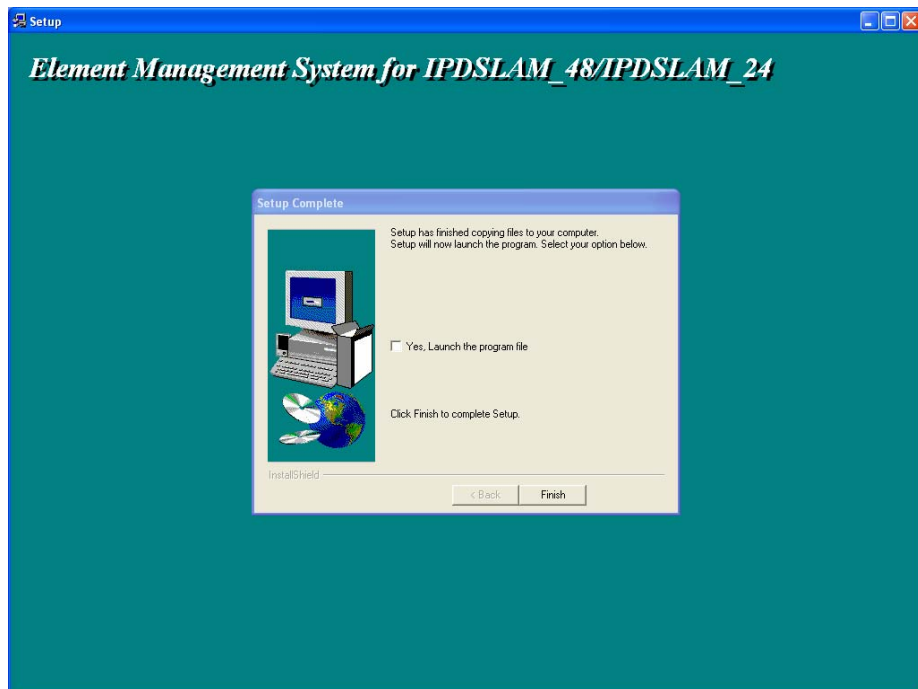 Setup
Element Management System for IPDSLAM_48/IPDSLAM_24
Setup Complete
Setup has finished copying files to your computer.
Setup will now launch the program. Select your option below.
Yes, Launch the program file
Click Finish to complete Setup.
InstallShield
< Back
Finish